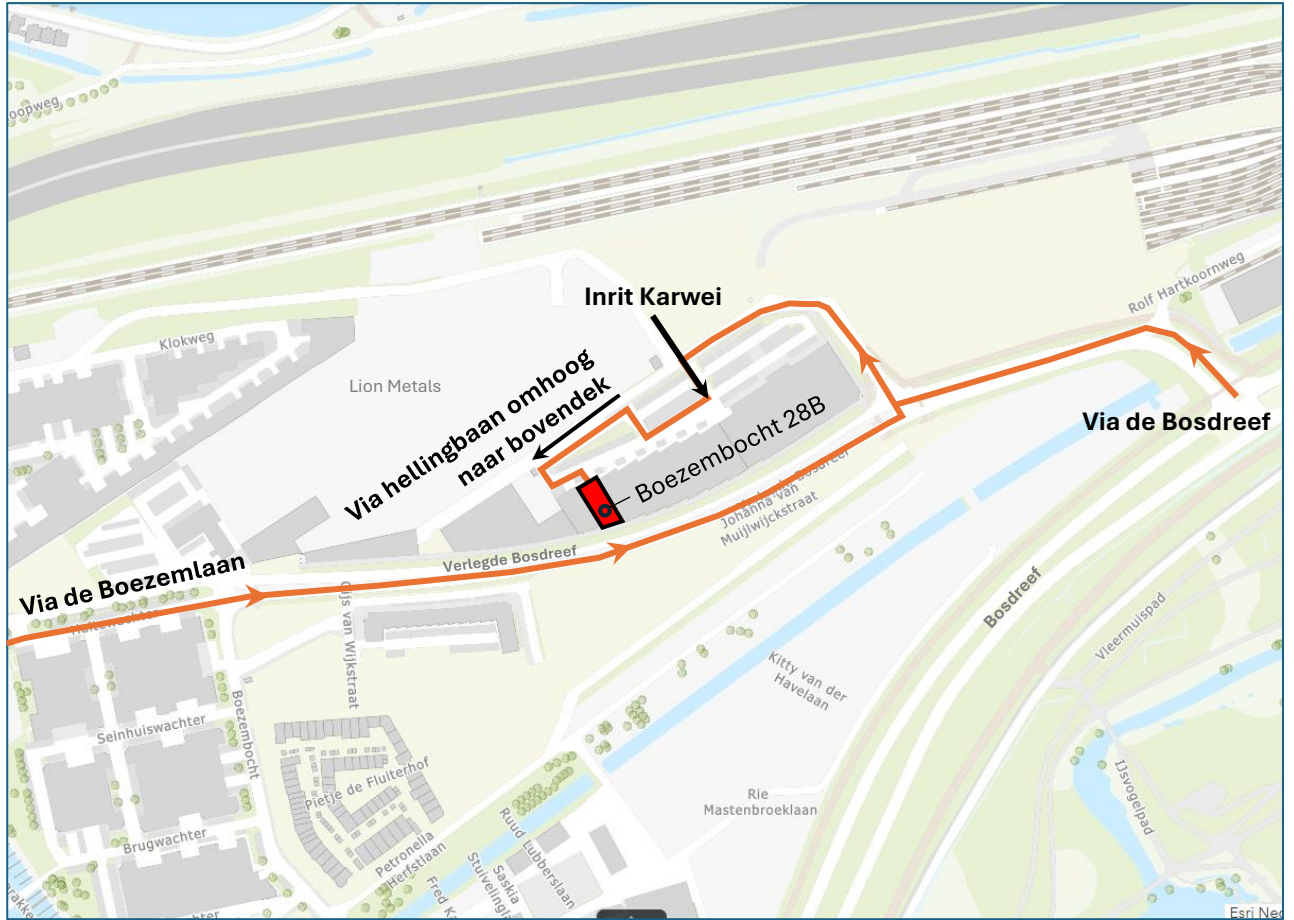 oopweg
Klokweg
Lion Metals
Inrit Karwei
Rolf Hartkoornweg
Via hellingbaan omhoog
naar bovendek
Boezembocht 28B
Via de Bosdreef
Johanna van
Muijlwijckstraat
Verlegde Bosdreef
Via de Boezemlaan
Gijs van Wijkstraat
Bosdreef
Vleermuispad
Kitty van der
Havelaan
Boezembocht
Seinhuiswachter
Pietje de Fluiterhof
IJsvogelpad
Rie
Mastenbroeklaan
Brugwachter
Petronella
Herfstlaan
Ruud Lubberslaan
Saskia
Fred
Esri Ned